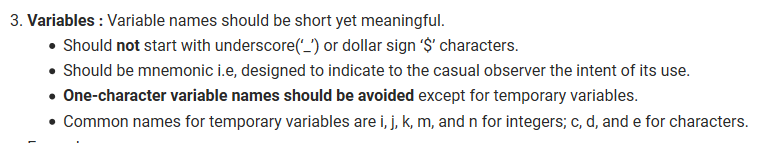 3. Variables : Variable names should be short yet meaningful.
• Should not start with underscore(‘_’) or dollar sign ‘$’ characters.
• Should be mnemonic i.e, designed to indicate to the casual observer the intent of its use.
• One-character variable names should be avoided except for temporary variables.
• Common names for temporary variables are i, j, k, m, and n for integers; c, d, and e for characters.